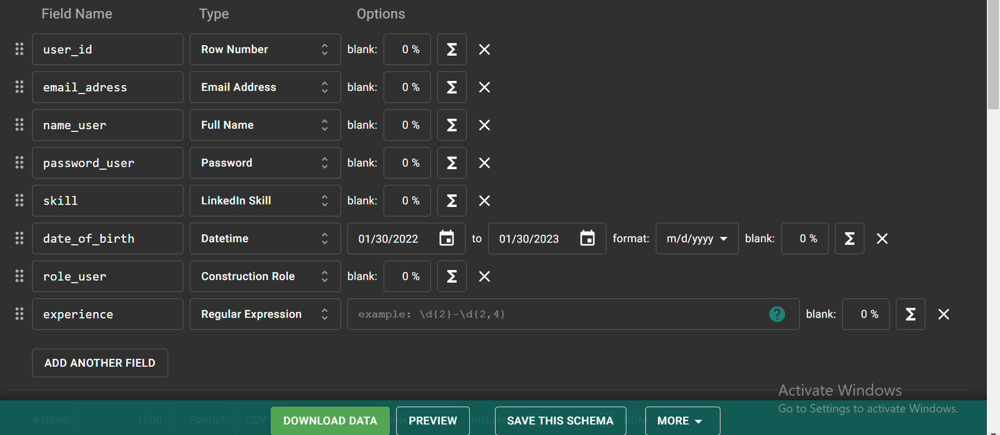 Field Name Type Options
user_id Row Number blank: 0 % Σ
email_adress Email Address blank: 0 % Σ
name_user Full Name blank: 0 % Σ
password_user Password blank: 0 % Σ
skill LinkedIn Skill blank: 0 % Σ
date_of_birth Datetime 01/30/2022 to 01/30/2023 format: m/d/yyyy blank: 0 % Σ
role_user Construction Role blank: 0 % Σ
experience Regular Expression example: \d{2}-\d{2,4} ? blank: 0 % Σ
ADD ANOTHER FIELD
Activate Windows
Go to Settings to activate Windows.
# Rows: 1000 Format: CSV DOWNLOAD DATA PREVIEW SAVE THIS SCHEMA BOM MORE